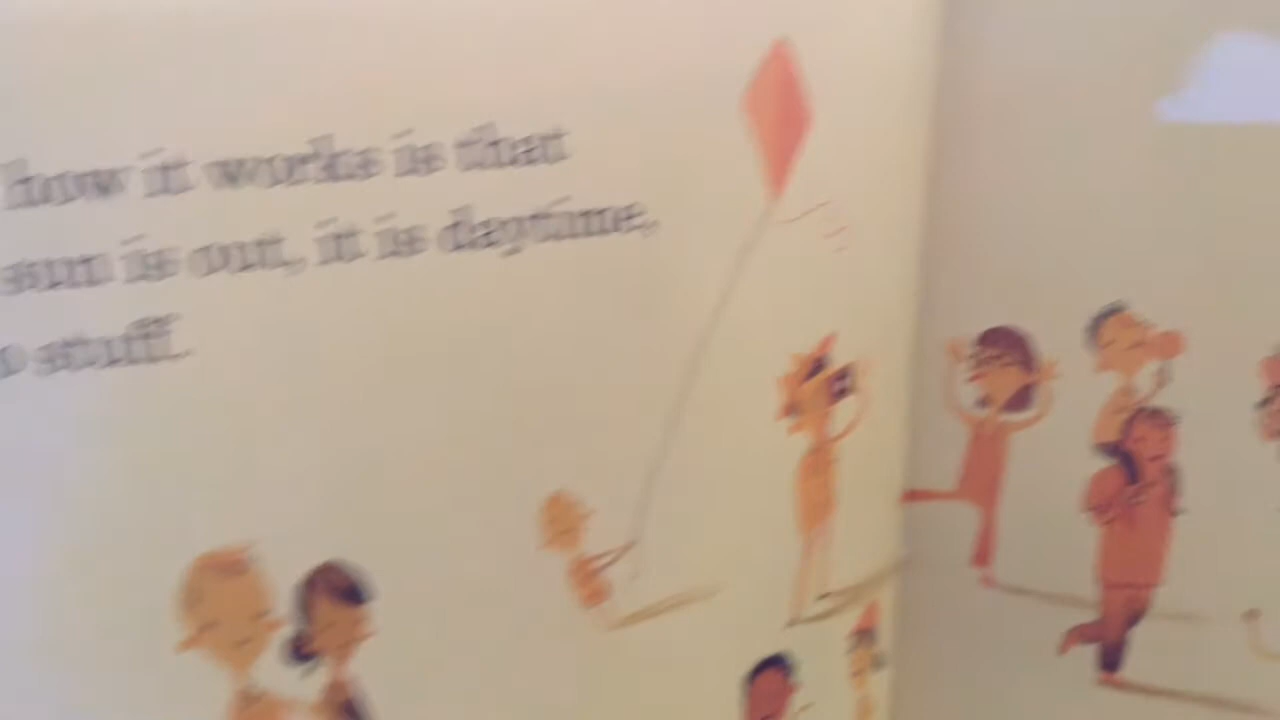 how it works is that
sun is out, it is daytime,
stuff.